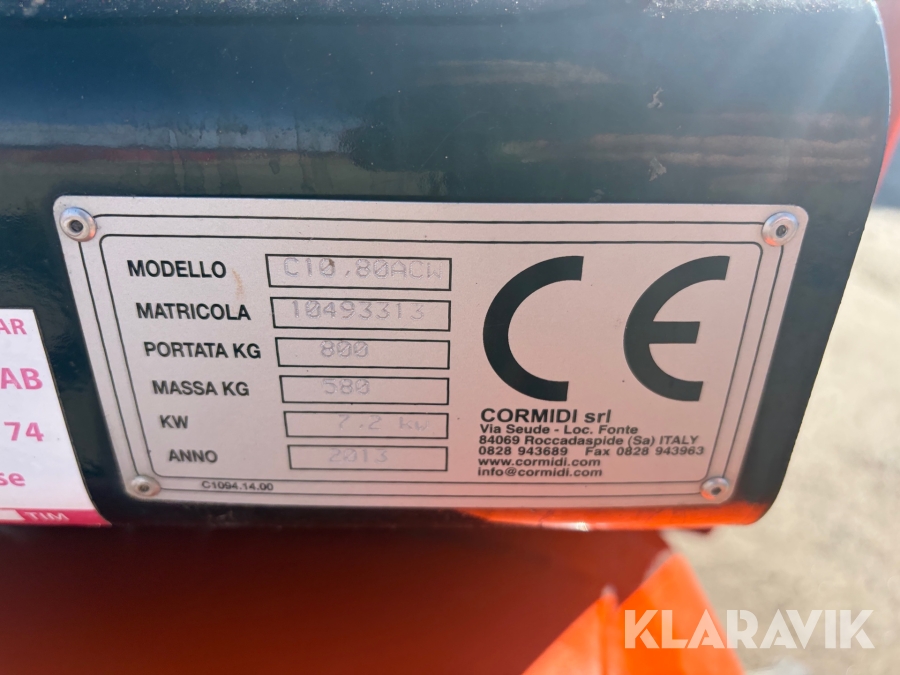 MODELLO C10.80ACW
MATRICOLA 10493313
PORTATA KG 800
MASSA KG 580
KW 7.2 KW
ANNO 2013
C1094.14.00
CE
CORMIDI srl
Via Seude - Loc. Fonte
84069 Roccadaspide (Sa) ITALY
0828 943689 Fax 0828 943963
www.cormidi.com
info@cormidi.com
AR
AB
74
se
TIM
KLARAVIK